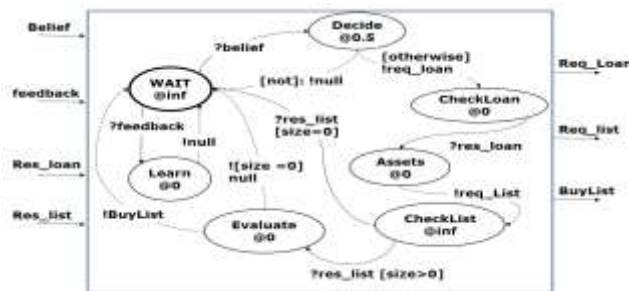 Belief
feedback
Res_loan
Res_list
Decide
@0.5
?belief
[otherwise]
!req_loan
WAIT
@inf
[not]: !null
CheckLoan
@0
?feedback
!null
?res_list
[size=0]
?res_loan
Learn
@0
![size =0]
null
Assets
@0
!req_List
!BuyList
Evaluate
@0
CheckList
@inf
?res_list [size>0]
Req_Loan
Req_list
BuyList